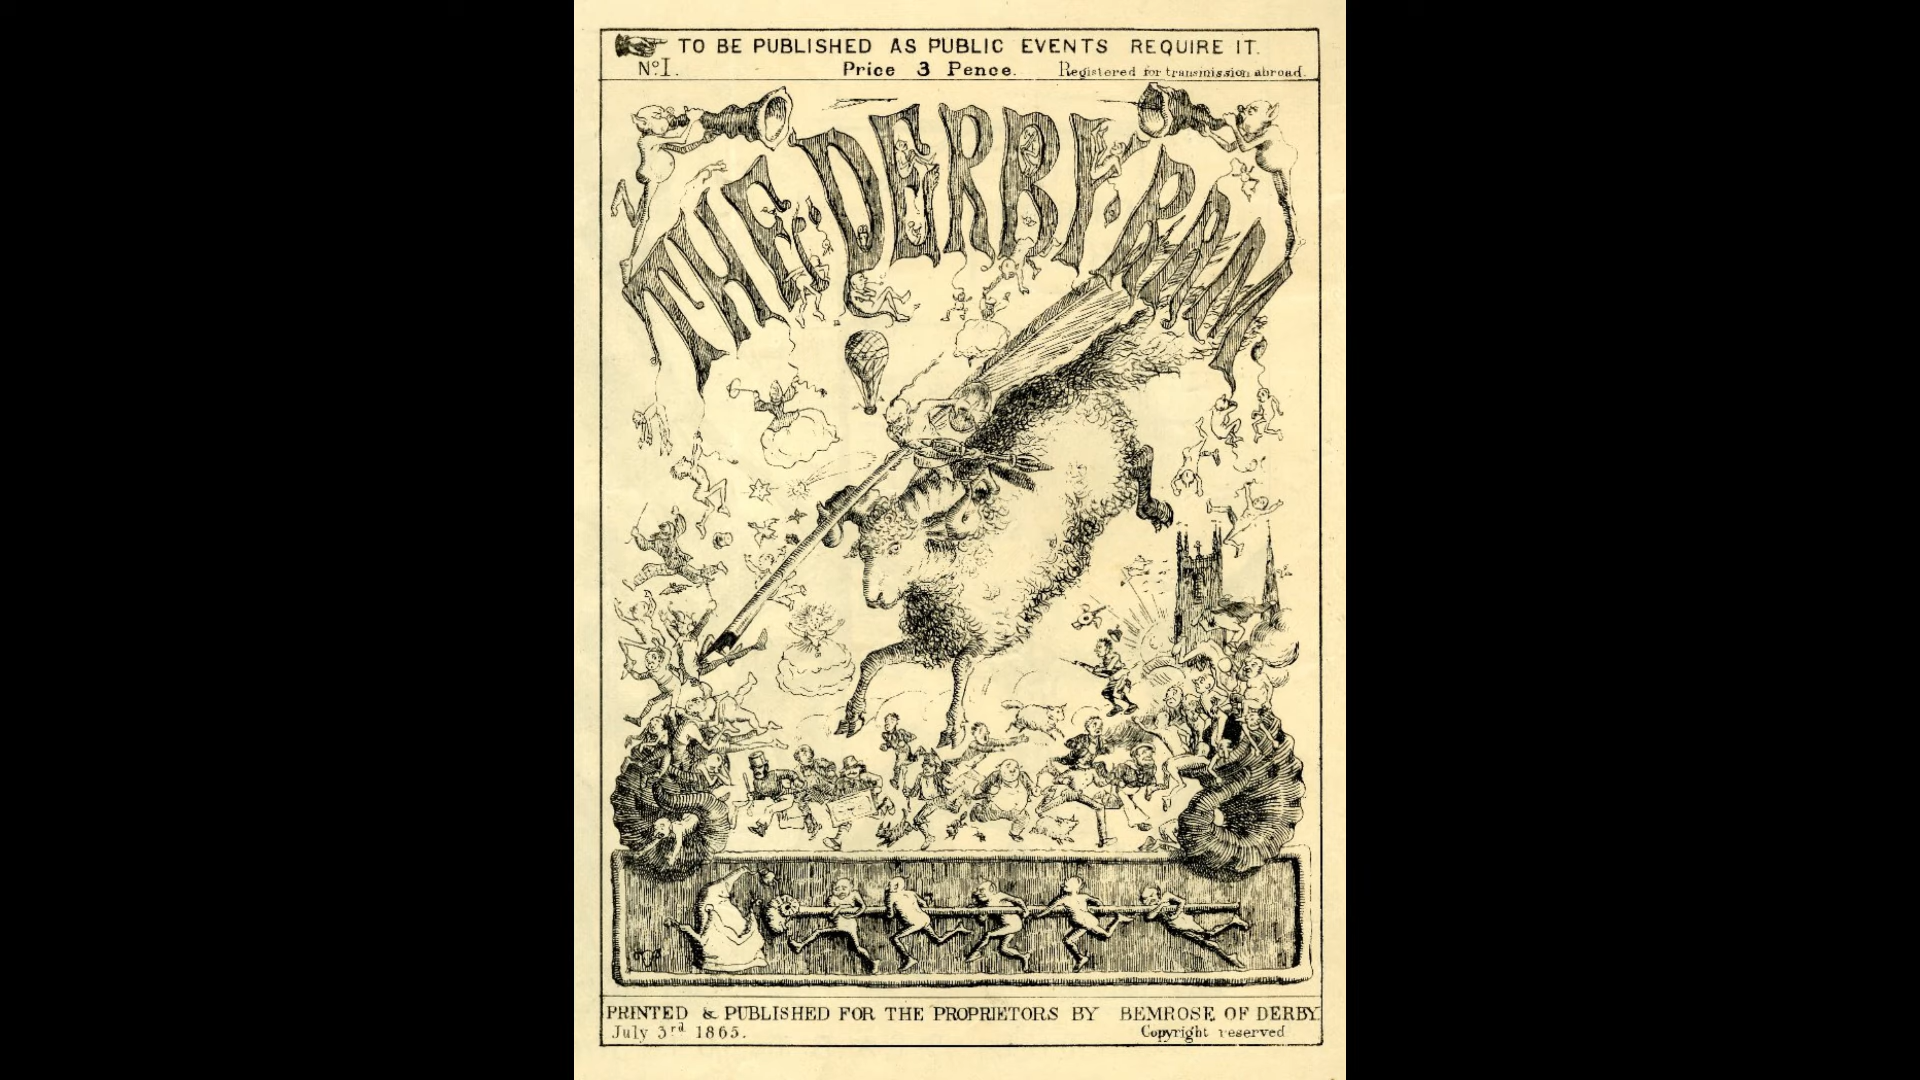 TO BE PUBLISHED AS PUBLIC EVENTS REQUIRE IT.
No. I. Price 3 Pence. Registered for transmission abroad.
THE DERBY RAM
PRINTED & PUBLISHED FOR THE PROPRIETORS BY BEMROSE OF DERBY
July 3rd 1865. Copyright reserved